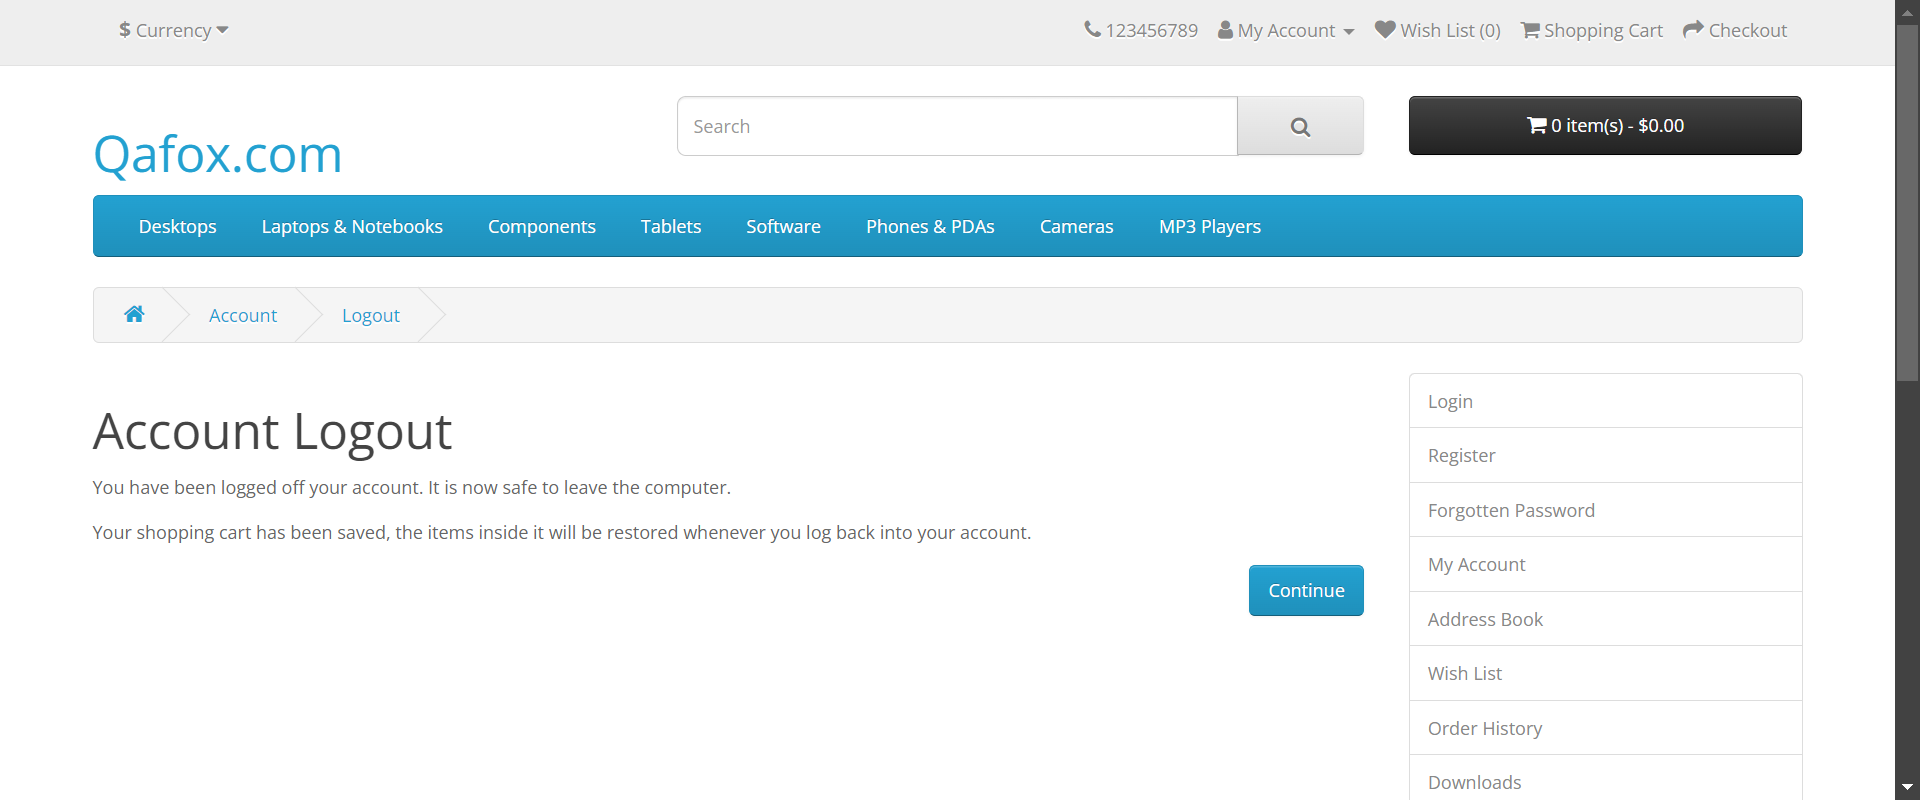 $ Currency
123456789 My Account Wish List (0) Shopping Cart Checkout
Qafox.com
Search
0 item(s) - $0.00
Desktops Laptops & Notebooks Components Tablets Software Phones & PDAs Cameras MP3 Players
Account Logout
Account Logout
You have been logged off your account. It is now safe to leave the computer.
Your shopping cart has been saved, the items inside it will be restored whenever you log back into your account.
Continue
Login
Register
Forgotten Password
My Account
Address Book
Wish List
Order History
Downloads